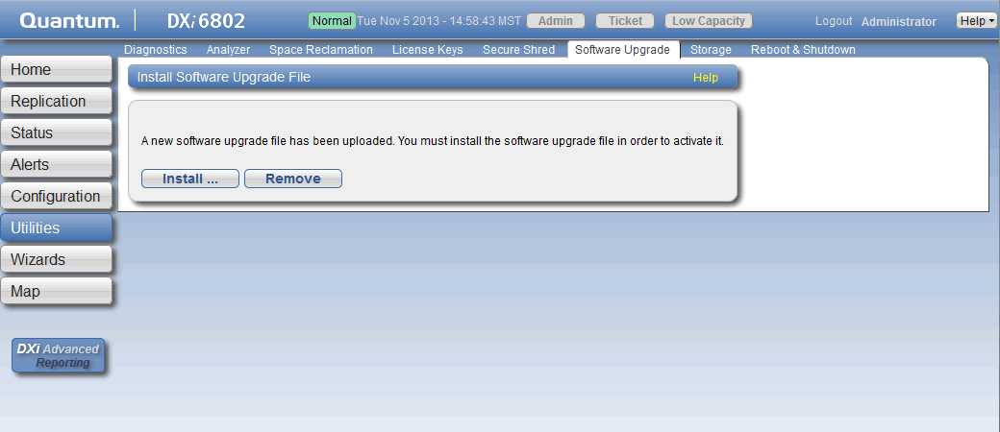 Quantum. DXi6802 Normal Tue Nov 5 2013 - 14:58:43 MST Admin Ticket Low Capacity Logout Administrator Help
Diagnostics Analyzer Space Reclamation License Keys Secure Shred Software Upgrade Storage Reboot & Shutdown
Home
Replication
Status
Alerts
Configuration
Utilities
Wizards
Map
DXi Advanced
Reporting
Install Software Upgrade File Help
A new software upgrade file has been uploaded. You must install the software upgrade file in order to activate it.
Install ... Remove